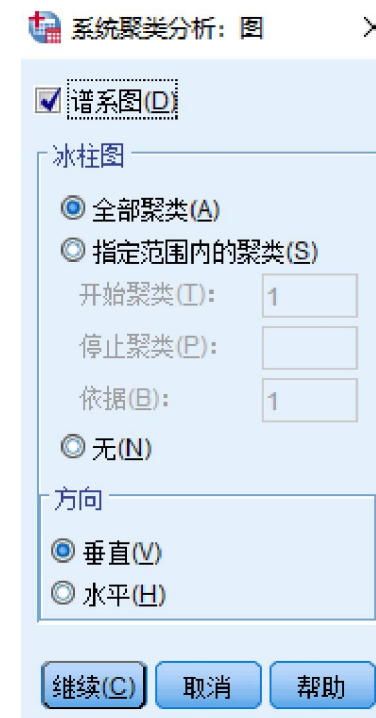 系统聚类分析：图
谱系图(D)
冰柱图
全部聚类(A)
指定范围内的聚类(S)
开始聚类(T)： 1
停止聚类(P)：
依据(B)： 1
无(N)
方向
垂直(V)
水平(H)
继续(C) 取消 帮助